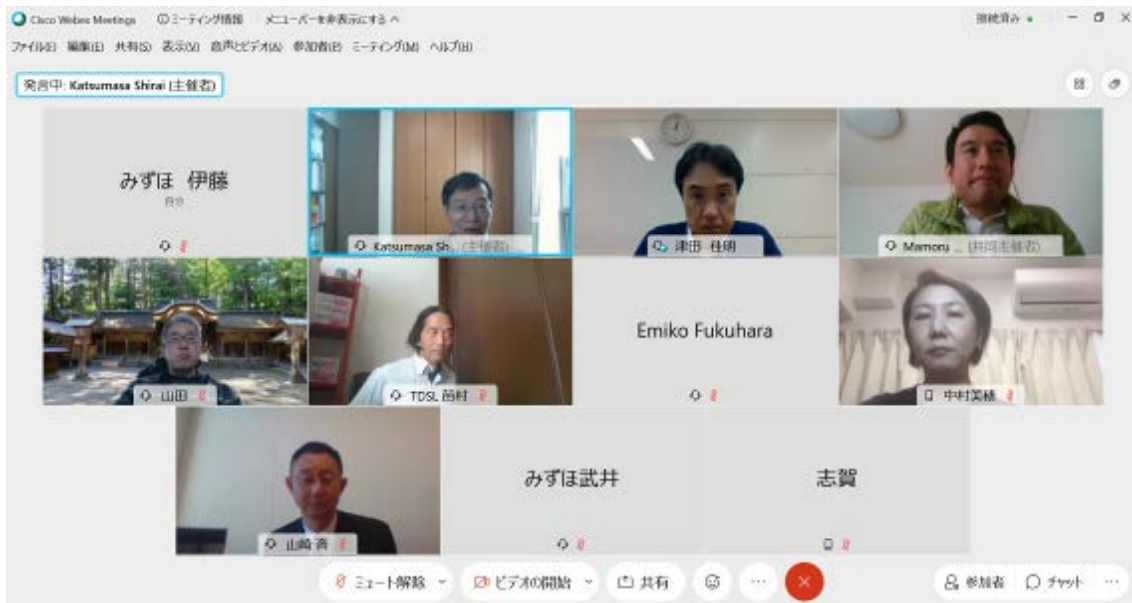 Cisco Webex Meetings ミーティング情報 メニューバーを非表示にする 接続済み
ファイル(E) 編集(E) 共有(S) 表示(V) 音声とビデオ(A) 参加者(P) ミーティング(M) ヘルプ(H)
発言中: Katsumasa Shirai (主催者)
みずほ 伊藤
自分
Katsumasa Sh... (主催者)
津田 佳明
Mamoru ... (共同主催者)
山田
TDSL 苗村
Emiko Fukuhara
中村美穂
山崎 斉
みずほ武井
志賀
ミュート解除 ビデオの開始 共有 ... 参加者 チャット ...